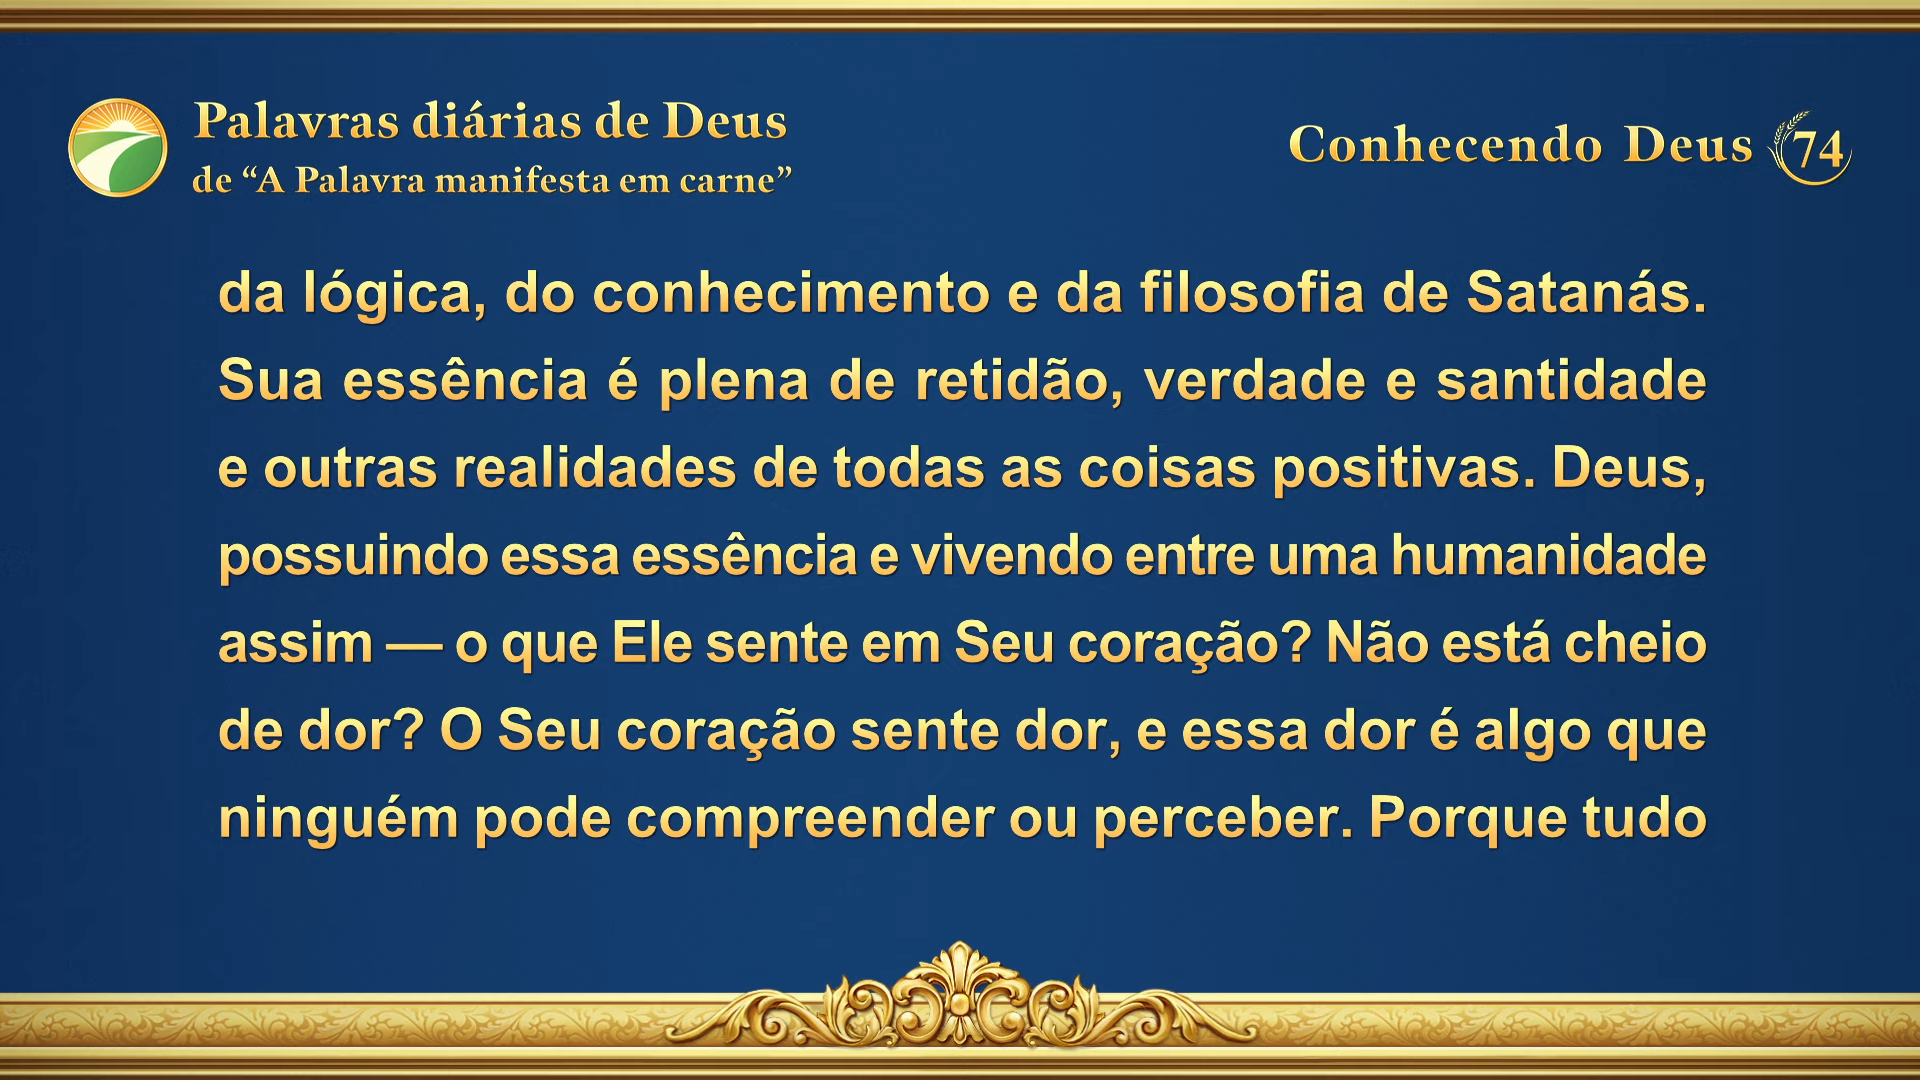 Palavras diárias de Deus
de “A Palavra manifesta em carne”
Conhecendo Deus 74
da lógica, do conhecimento e da filosofia de Satanás.
Sua essência é plena de retidão, verdade e santidade
e outras realidades de todas as coisas positivas. Deus,
possuindo essa essência e vivendo entre uma humanidade
assim — o que Ele sente em Seu coração? Não está cheio
de dor? O Seu coração sente dor, e essa dor é algo que
ninguém pode compreender ou perceber. Porque tudo